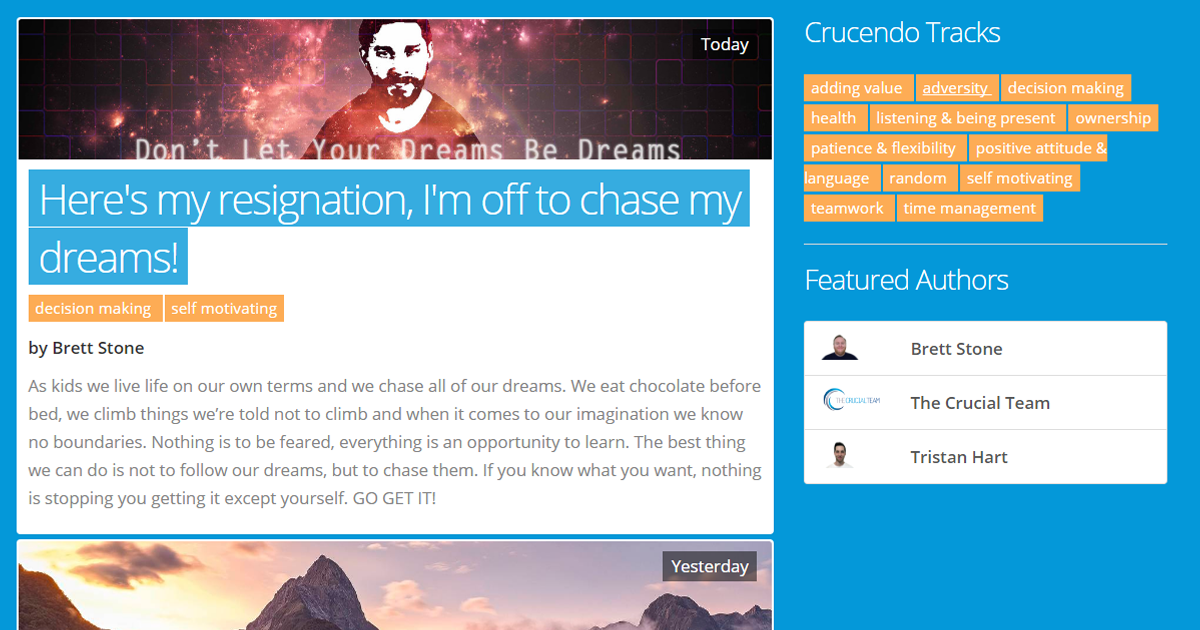 Today
Don't Let Your Dreams Be Dreams
Here's my resignation, I'm off to chase my
dreams!
decision making self motivating
by Brett Stone
As kids we live life on our own terms and we chase all of our dreams. We eat chocolate before
bed, we climb things we’re told not to climb and when it comes to our imagination we know
no boundaries. Nothing is to be feared, everything is an opportunity to learn. The best thing
we can do is not to follow our dreams, but to chase them. If you know what you want, nothing
is stopping you getting it except yourself. GO GET IT!
Yesterday
Crucendo Tracks
adding value adversity decision making
health listening & being present ownership
patience & flexibility positive attitude &
language random self motivating
teamwork time management
Featured Authors
Brett Stone
THE CRUCIAL TEAM
The Crucial Team
Tristan Hart